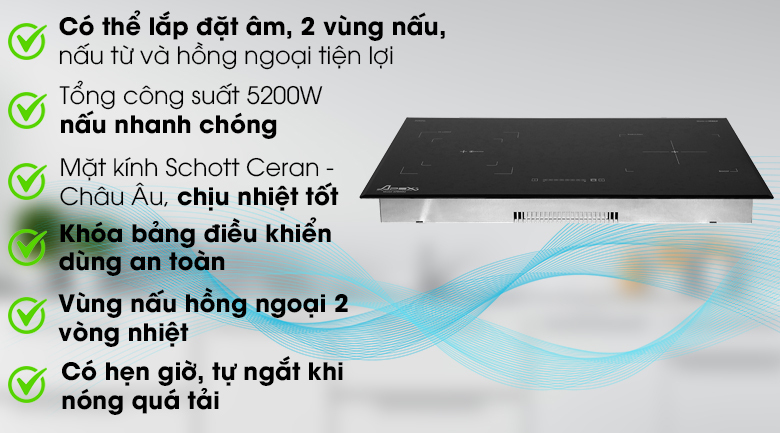 Có thể lắp đặt âm, 2 vùng nấu,
nấu từ và hồng ngoại tiện lợi
Tổng công suất 5200W
nấu nhanh chóng
Mặt kính Schott Ceran -
Châu Âu, chịu nhiệt tốt
Khóa bảng điều khiển
dùng an toàn
Vùng nấu hồng ngoại 2
vòng nhiệt
Có hẹn giờ, tự ngắt khi
nóng quá tải
APEX